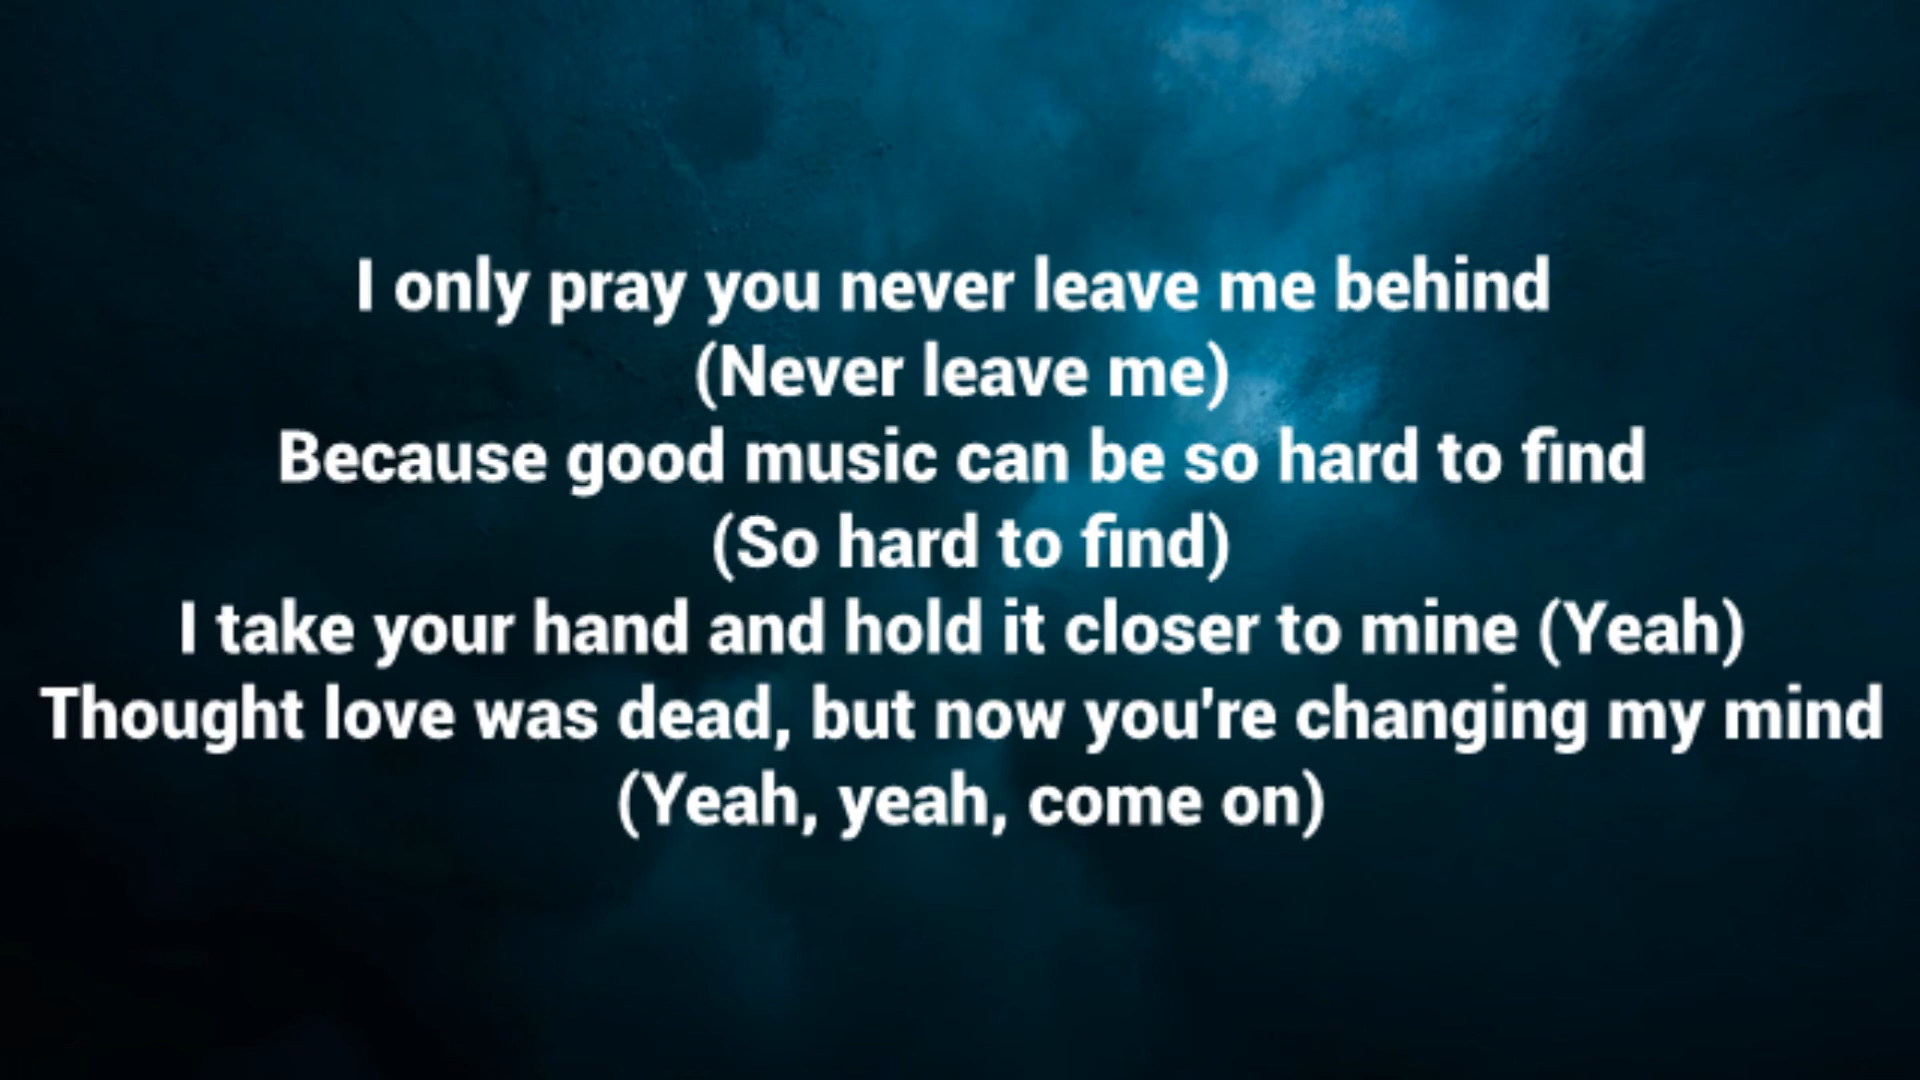 I only pray you never leave me behind
(Never leave me)
Because good music can be so hard to find
(So hard to find)
I take your hand and hold it closer to mine (Yeah)
Thought love was dead, but now you're changing my mind
(Yeah, yeah, come on)